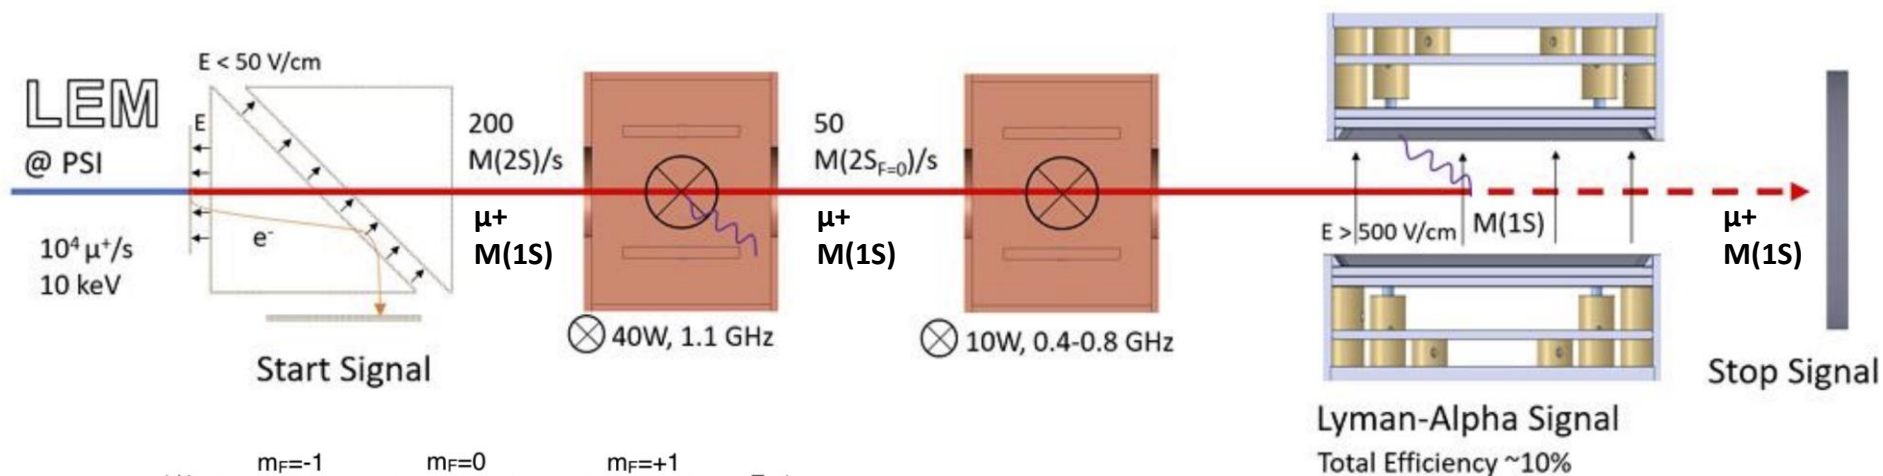 LEM
@ PSI
10⁴ μ⁺/s
10 keV
E < 50 V/cm
E
e⁻
Start Signal
200
M(2S)/s
μ+
M(1S)
40W, 1.1 GHz
50
M(2S_F=0)/s
μ+
M(1S)
10W, 0.4-0.8 GHz
E > 500 V/cm
M(1S)
Lyman-Alpha Signal
Total Efficiency ~10%
μ+
M(1S)
Stop Signal
m_F=-1
m_F=0
m_F=+1